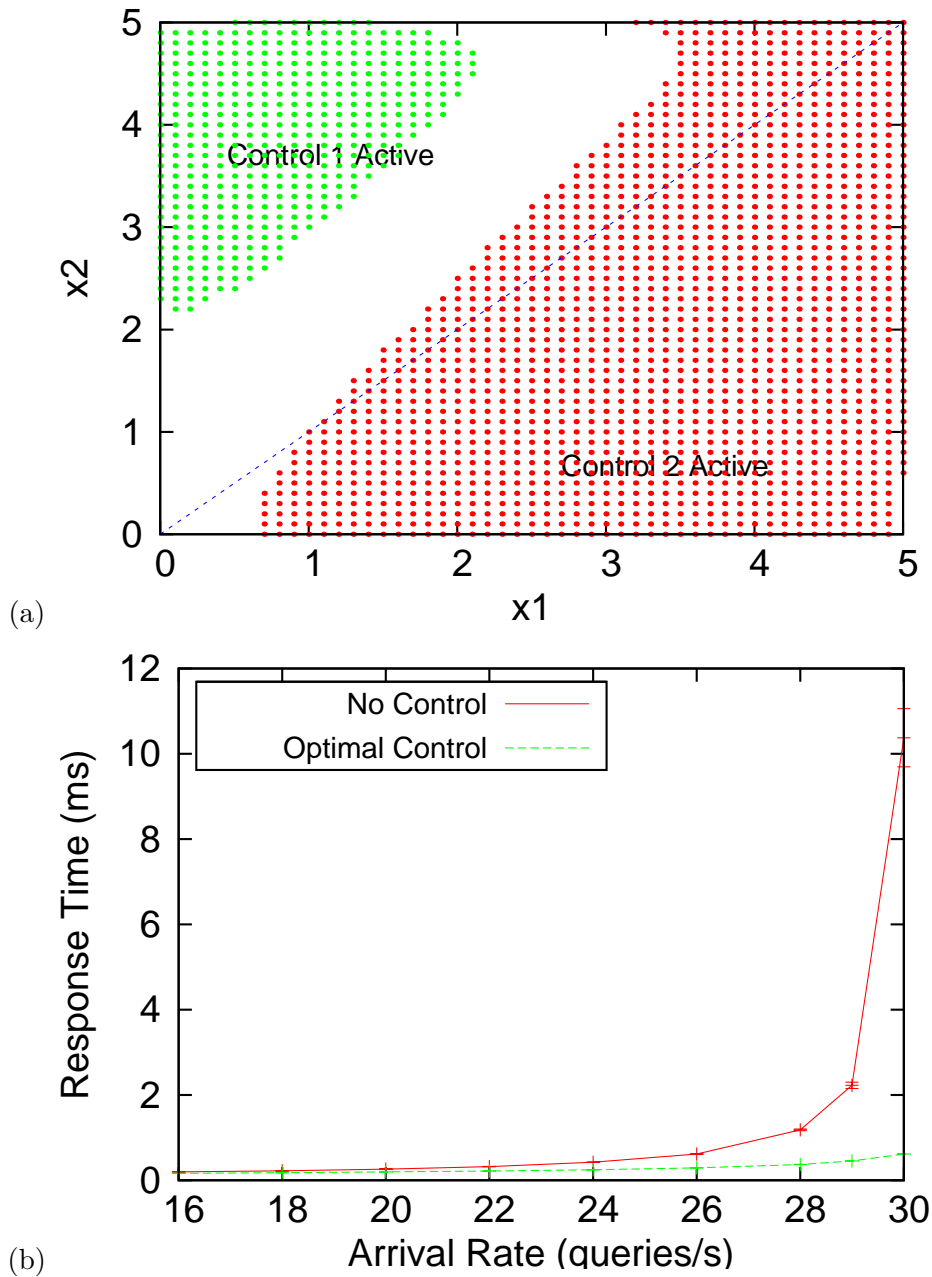 5
4
Control 1 Active
3
x2
2
1
Control 2 Active
0
0 1 2 3 4 5
x1
(a)
12
No Control
Optimal Control
10
8
Response Time (ms)
6
4
2
0
16 18 20 22 24 26 28 30
Arrival Rate (queries/s)
(b)